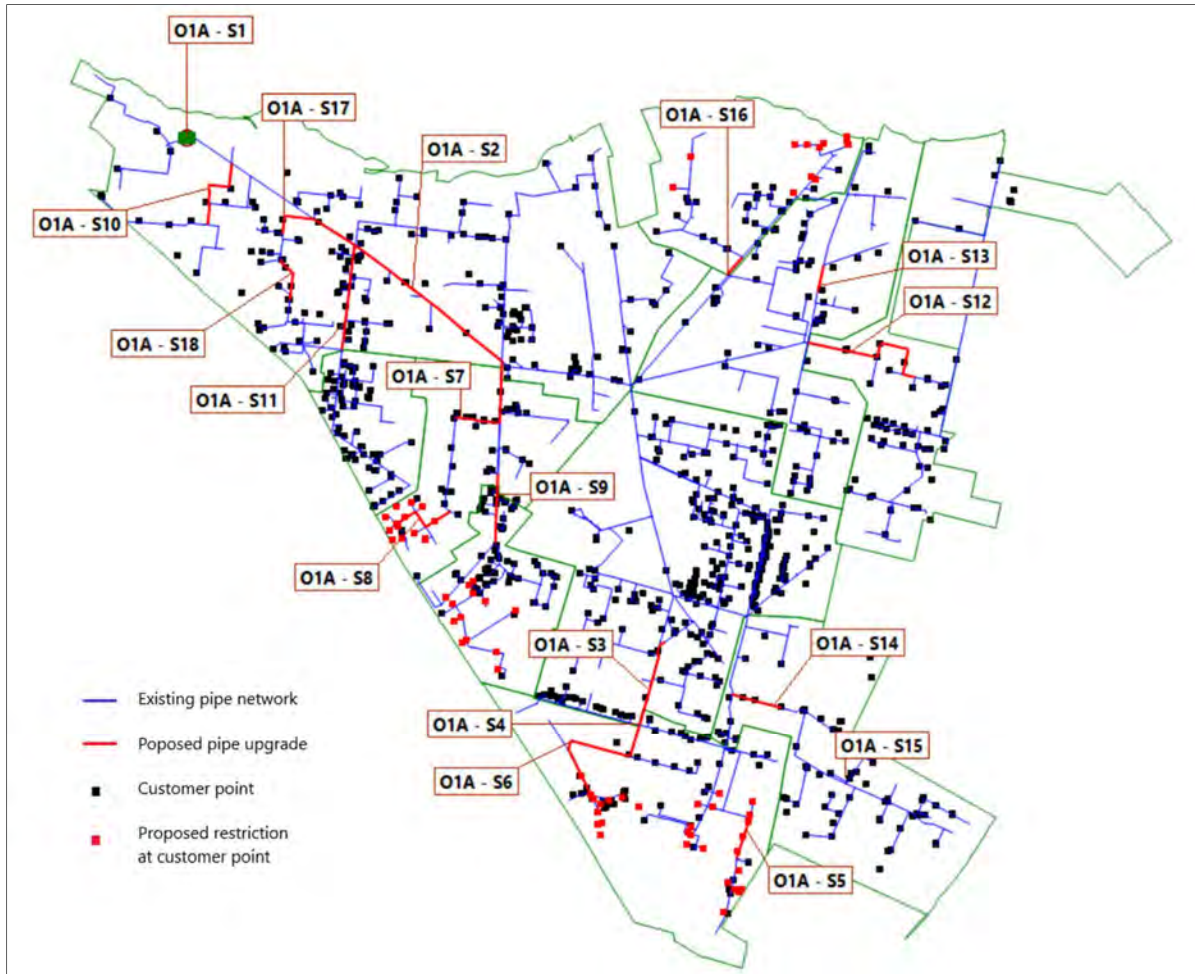 O1A - S1
O1A - S17
O1A - S16
O1A - S2
O1A - S10
O1A - S13
O1A - S12
O1A - S18
O1A - S7
O1A - S11
O1A - S9
O1A - S8
O1A - S3
O1A - S14
O1A - S4
O1A - S15
O1A - S6
O1A - S5
Existing pipe network
Poposed pipe upgrade
Customer point
Proposed restriction
at customer point